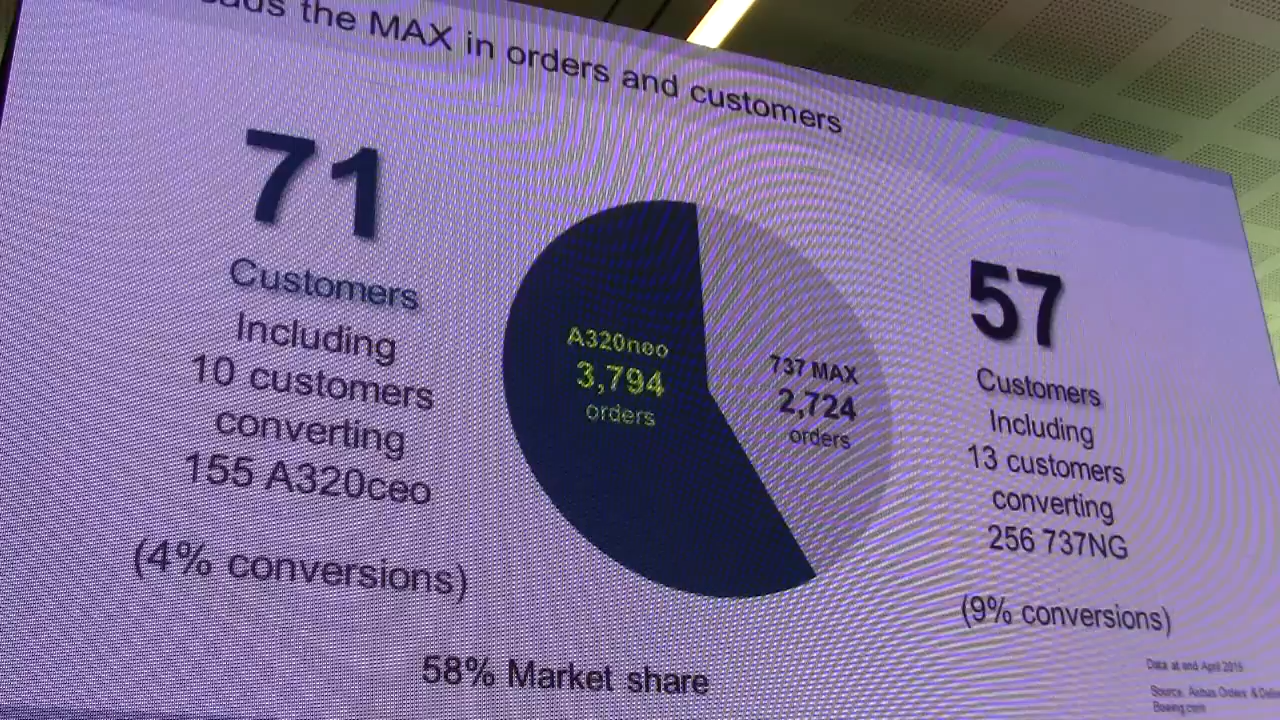 the MAX in orders and customers
71
Customers
Including
10 customers
converting
155 A320ceo
(4% conversions)
A320neo
3,794
orders
737 MAX
2,724
orders
57
Customers
Including
13 customers
converting
256 737NG
(9% conversions)
58% Market share
Data at end April 2015
Source: Airbus Orders &
Boeing.com